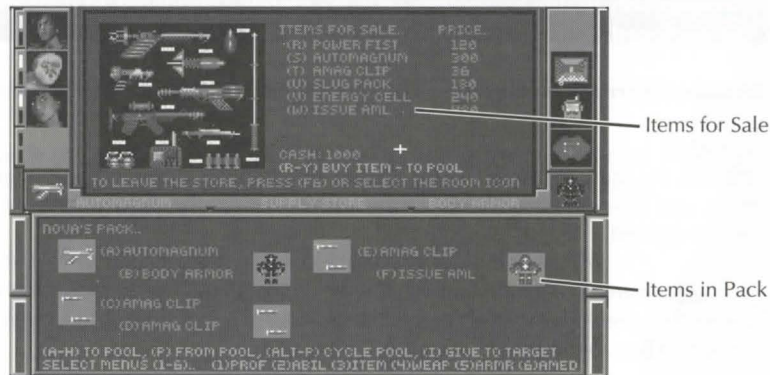 ITEMS FOR SALE.. PRICE..
(R) POWER FIST 120
(S) AUTOMAGNUM 300
(T) AMAG CLIP 36
(U) SLUG PACK 180
(V) ENERGY CELL 240
(W) ISSUE AML
Items for Sale
CASH: 1000
(R-Y) BUY ITEM - TO POOL
TO LEAVE THE STORE, PRESS (F6) OR SELECT THE ROOM ICON
AUTOMAGNUM SUPPLY STORE BODY ARMOR
NOVA'S PACK..
(A) AUTOMAGNUM (E) AMAG CLIP
(B) BODY ARMOR (F) ISSUE AML
Items in Pack
(C) AMAG CLIP
(D) AMAG CLIP
(A-H) TO POOL, (P) FROM POOL, (ALT-P) CYCLE POOL, (I) GIVE TO TARGET
SELECT MENUS (1-6).. (1)PROF (2)ABIL (3)ITEM (4)WEAP (5)ARMR (6)AMED